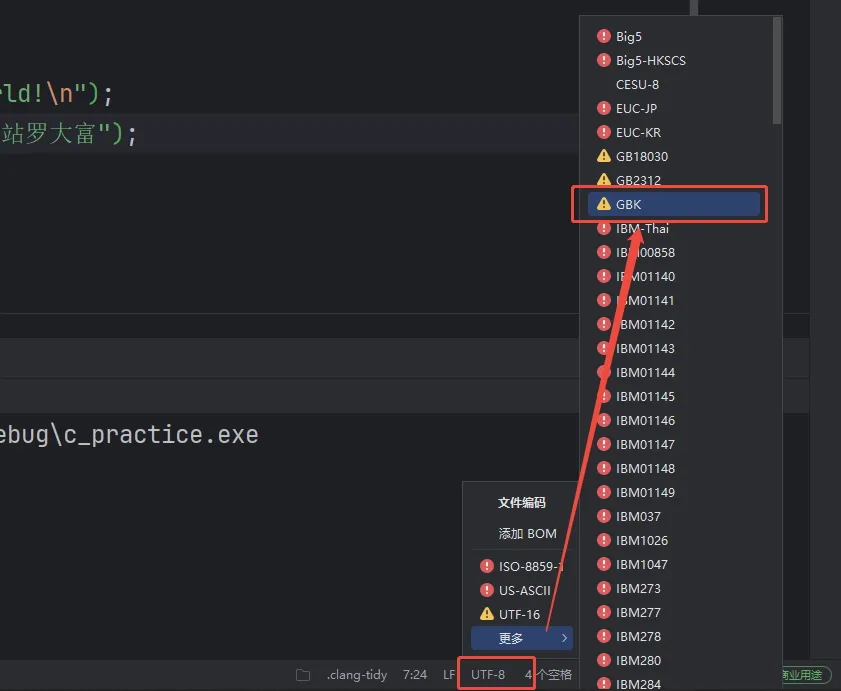 rld!\n");
站罗大富");
ebug\c_practice.exe
Big5
Big5-HKSCS
CESU-8
EUC-JP
EUC-KR
GB18030
GB2312
GBK
IBM-Thai
IBM00858
IBM01140
IBM01141
IBM01142
IBM01143
IBM01144
IBM01145
IBM01146
IBM01147
IBM01148
IBM01149
IBM037
IBM1026
IBM1047
IBM273
IBM277
IBM278
IBM280
IBM284
文件编码
添加 BOM
ISO-8859-1
US-ASCII
UTF-16
更多
.clang-tidy 7:24 LF UTF-8 4 个空格
商业用途